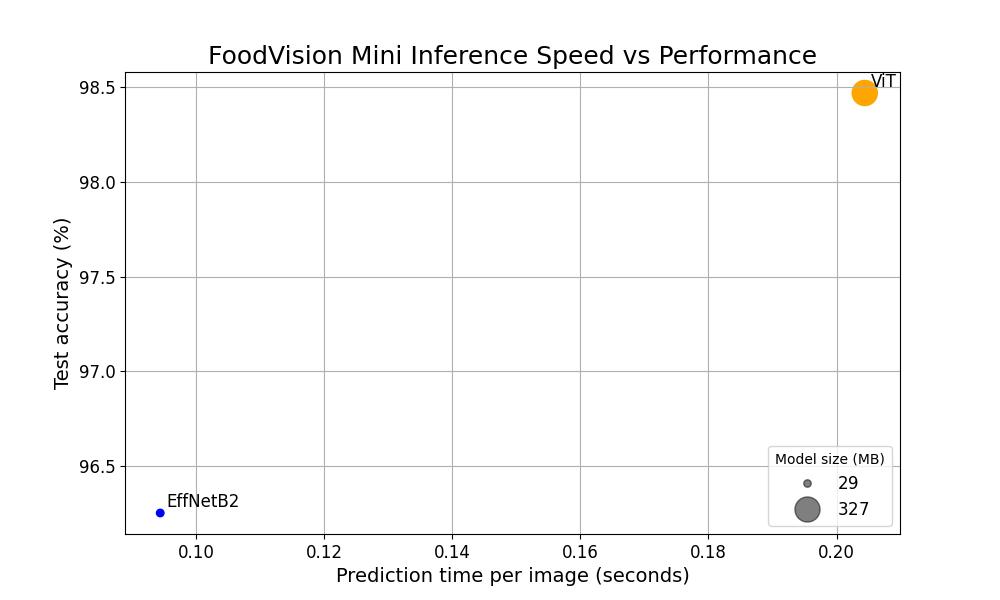 FoodVision Mini Inference Speed vs Performance
98.5
98.0
97.5
97.0
96.5
Test accuracy (%)
ViT
EffNetB2
Model size (MB)
29
327
0.10 0.12 0.14 0.16 0.18 0.20
Prediction time per image (seconds)